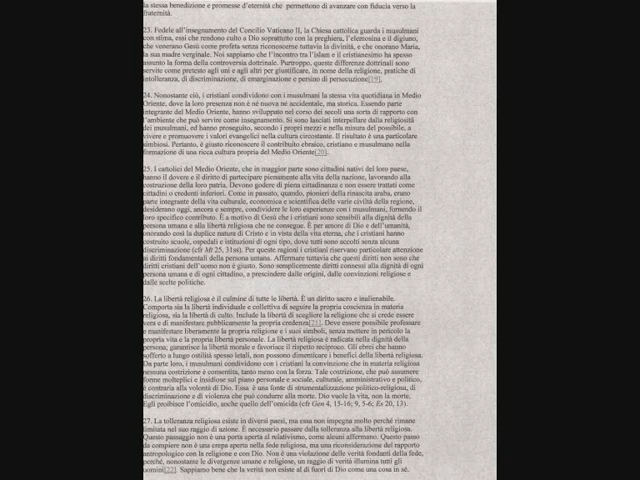 la stessa benedizione e promesse d'eternità che permettono di avanzare con fiducia verso la
fraternità.
23. Fedele all'insegnamento del Concilio Vaticano II, la Chiesa cattolica guarda i musulmani
con stima, essi che rendono culto a Dio soprattutto con la preghiera, l'elemosina e il digiuno,
che venerano Gesù come profeta senza riconoscerne tuttavia la divinità, e che onorano Maria,
la sua madre verginale. Noi sappiamo che l'incontro tra l'islam e il cristianesimo ha spesso
assunto la forma della controversia dottrinale. Purtroppo, queste differenze dottrinali sono
servite come pretesto agli uni e agli altri per giustificare, in nome della religione, pratiche di
intolleranza, di discriminazione, di emarginazione e persino di persecuzione[19].
24. Nonostante ciò, i cristiani condividono con i musulmani la stessa vita quotidiana in Medio
Oriente, dove la loro presenza non è né nuova né accidentale, ma storica. Essendo parte
integrante del Medio Oriente, hanno sviluppato nel corso dei secoli una sorta di rapporto con
l'ambiente che può servire come insegnamento. Si sono lasciati interpellare dalla religiosità
dei musulmani, ed hanno proseguito, secondo i propri mezzi e nella misura del possibile, a
vivere e promuovere i valori evangelici nella cultura circostante. Il risultato è una particolare
simbiosi. Pertanto, è giusto riconoscere il contributo ebraico, cristiano e musulmano nella
formazione di una ricca cultura propria del Medio Oriente[20].
25. I cattolici del Medio Oriente, che in maggior parte sono cittadini nativi del loro paese,
hanno il dovere e il diritto di partecipare pienamente alla vita della nazione, lavorando alla
costruzione della loro patria. Devono godere di piena cittadinanza e non essere trattati come
cittadini o credenti inferiori. Come in passato, quando, pionieri della rinascita araba, erano
parte integrante della vita culturale, economica e scientifica delle varie civiltà della regione,
desiderano oggi, ancora e sempre, condividere le loro esperienze con i musulmani, fornendo il
loro specifico contributo. È a motivo di Gesù che i cristiani sono sensibili alla dignità della
persona umana e alla libertà religiosa che ne consegue. È per amore di Dio e dell'umanità,
onorando così la duplice natura di Cristo e in vista della vita eterna, che i cristiani hanno
costruito scuole, ospedali e istituzioni di ogni tipo, dove tutti sono accolti senza alcuna
discriminazione (cfr Mt 25, 31ss). Per queste ragioni i cristiani riservano particolare attenzione
ai diritti fondamentali della persona umana. Affermare tuttavia che questi diritti non sono che
diritti cristiani dell'uomo non è giusto. Sono semplicemente diritti connessi alla dignità di ogni
persona umana e di ogni cittadino, a prescindere dalle origini, dalle convinzioni religiose e
dalle scelte politiche.
26. La libertà religiosa è il culmine di tutte le libertà. È un diritto sacro e inalienabile.
Comporta sia la libertà individuale e collettiva di seguire la propria coscienza in materia
religiosa, sia la libertà di culto. Include la libertà di scegliere la religione che si crede essere
vera e di manifestare pubblicamente la propria credenza[21]. Deve essere possibile professare
e manifestare liberamente la propria religione e i suoi simboli, senza mettere in pericolo la
propria vita e la propria libertà personale. La libertà religiosa è radicata nella dignità della
persona; garantisce la libertà morale e favorisce il rispetto reciproco. Gli ebrei che hanno
sofferto a lungo ostilità spesso letali, non possono dimenticare i benefici della libertà religiosa.
Da parte loro, i musulmani condividono con i cristiani la convinzione che in materia religiosa
nessuna costrizione è consentita, tanto meno con la forza. Tale costrizione, che può assumere
forme molteplici e insidiose sul piano personale e sociale, culturale, amministrativo e politico,
è contraria alla volontà di Dio. Essa è una fonte di strumentalizzazione politico-religiosa, di
discriminazione e di violenza che può condurre alla morte. Dio vuole la vita, non la morte.
Egli proibisce l'omicidio, anche quello dell'omicida (cfr Gen 4, 15-16; 9, 5-6; Es 20, 13).
27. La tolleranza religiosa esiste in diversi paesi, ma essa non impegna molto perché rimane
limitata nel suo raggio di azione. È necessario passare dalla tolleranza alla libertà religiosa.
Questo passaggio non è una porta aperta al relativismo, come alcuni affermano. Questo passo
da compiere non è una crepa aperta nella fede religiosa, ma una riconsiderazione del rapporto
antropologico con la religione e con Dio. Non è una violazione delle verità fondanti della fede,
perché, nonostante le divergenze umane e religiose, un raggio di verità illumina tutti gli
uomini[22]. Sappiamo bene che la verità non esiste al di fuori di Dio come una cosa in sé.